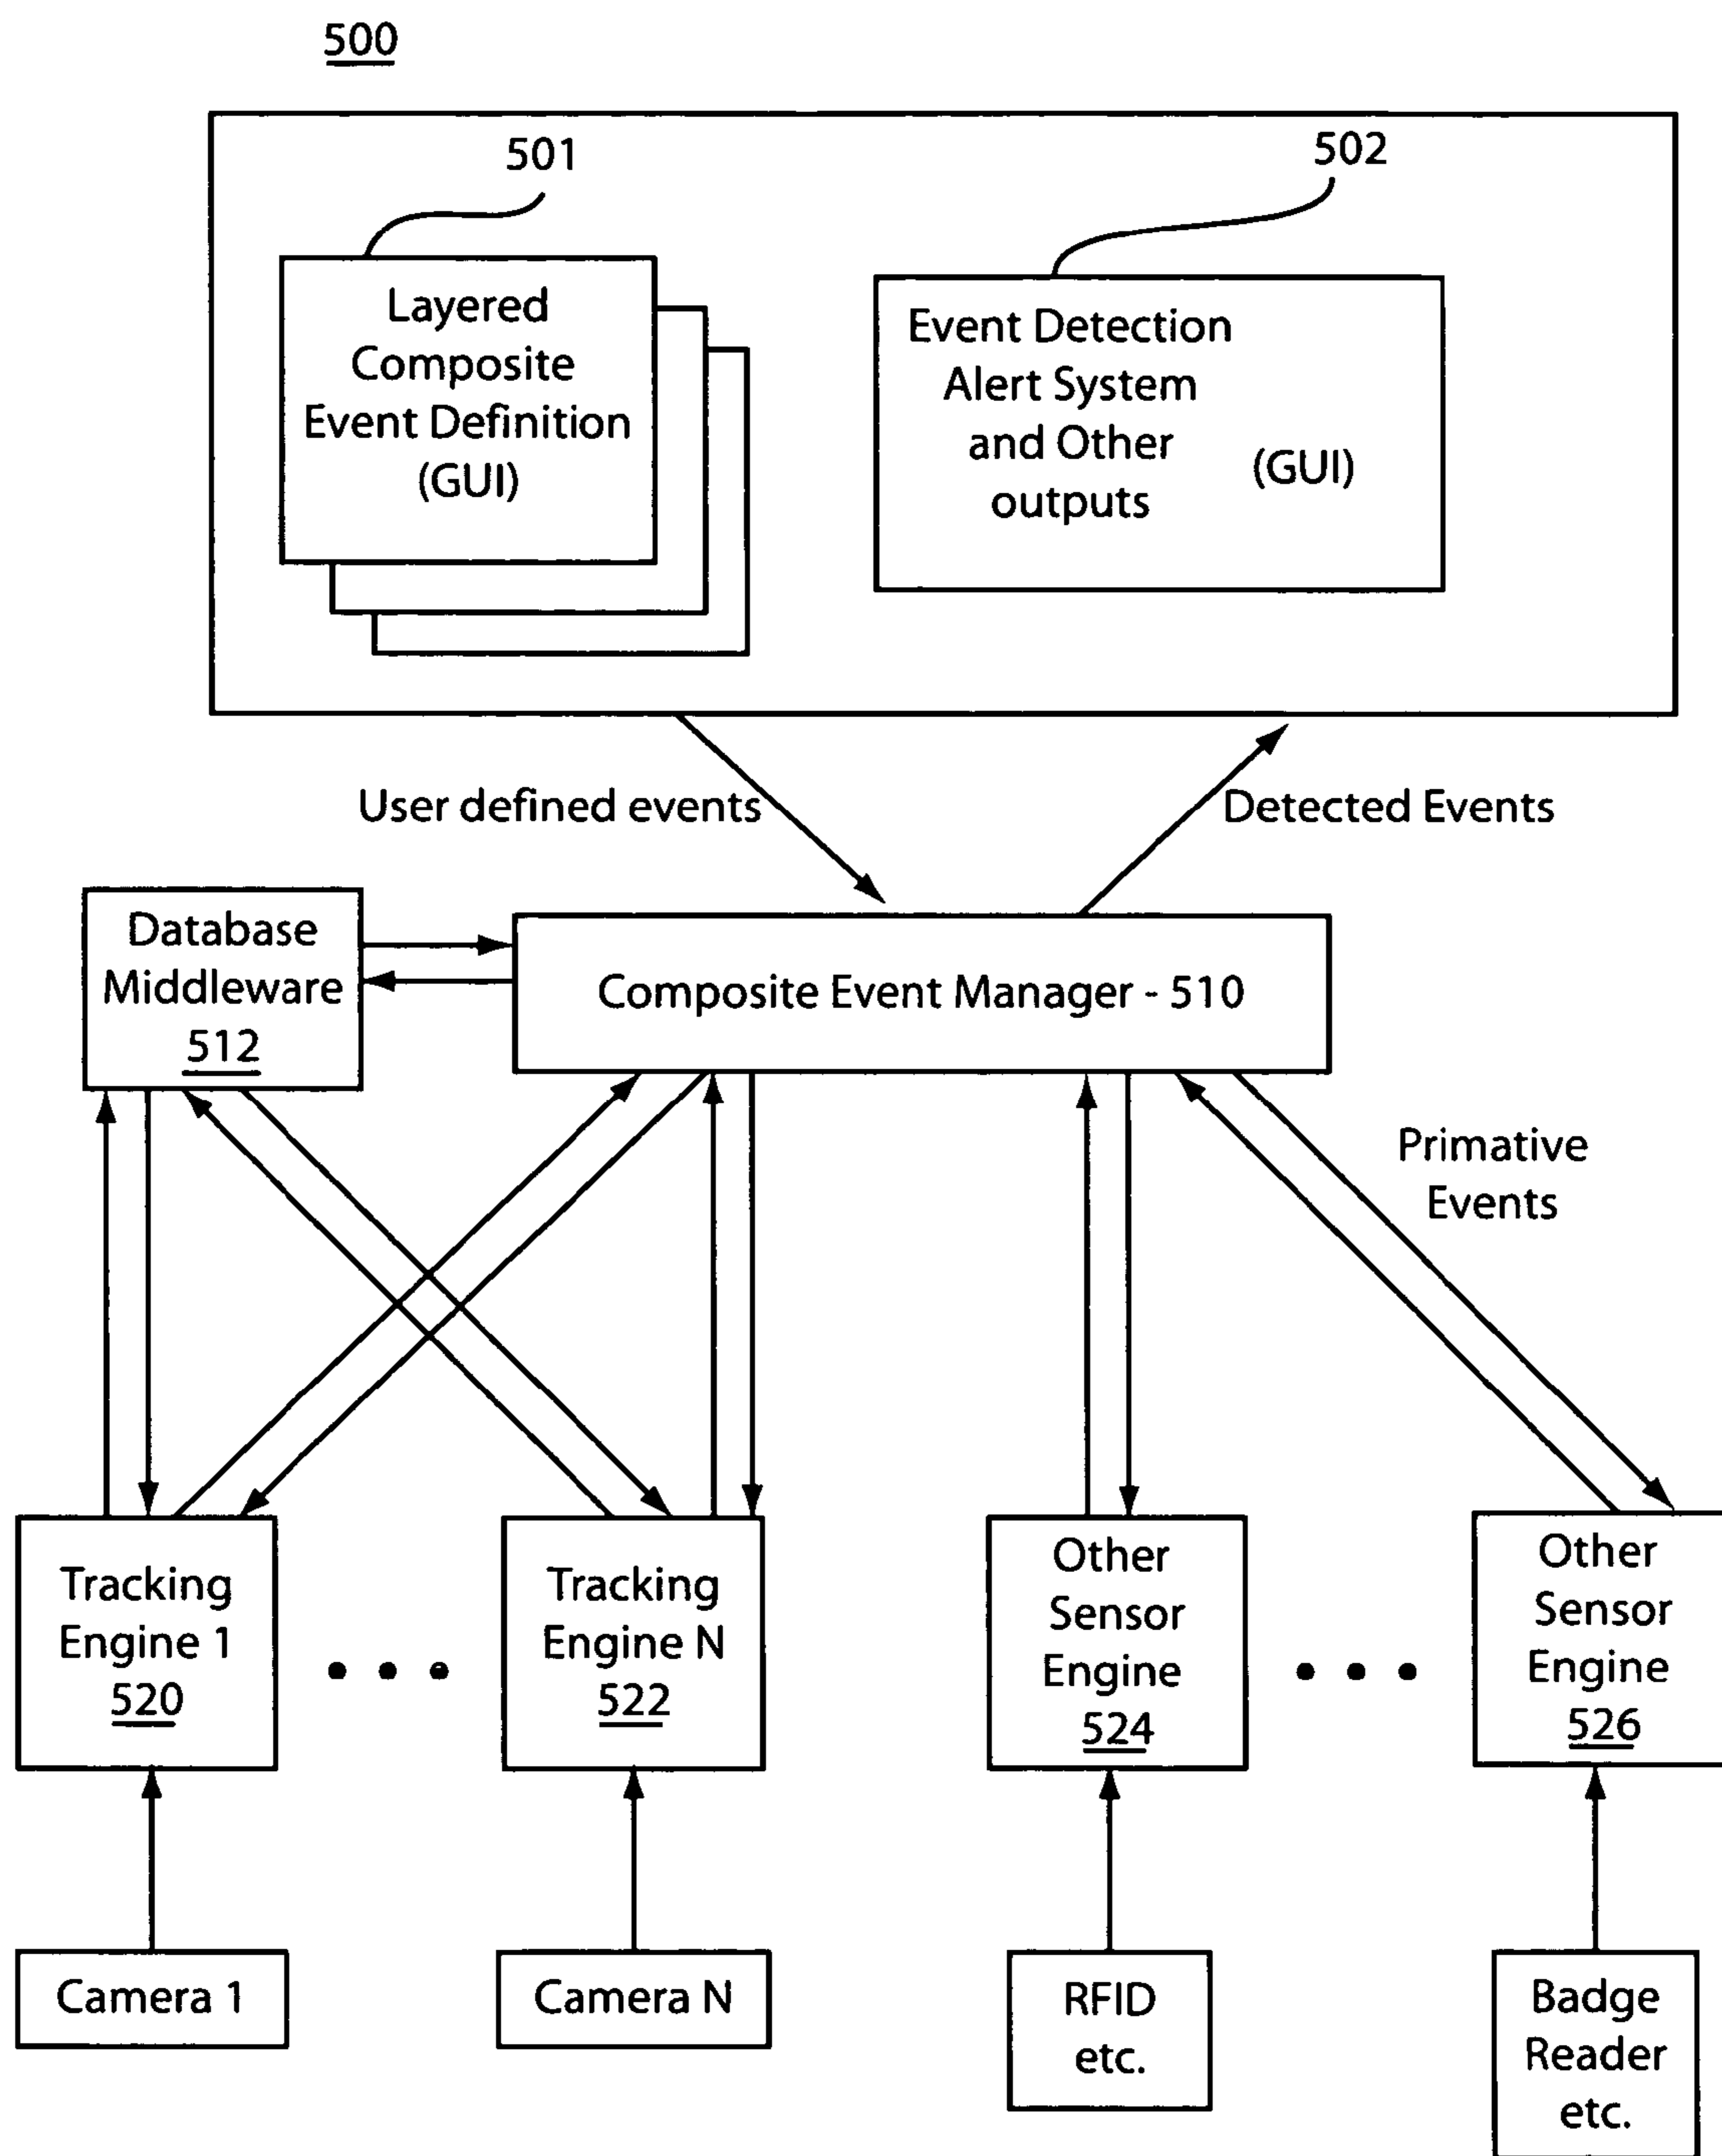 500
501
502
Layered
Composite
Event Definition
(GUI)
Event Detection
Alert System
and Other
outputs
(GUI)
User defined events
Detected Events
Database
Middleware
512
Composite Event Manager - 510
Primative
Events
Tracking
Engine 1
520
Tracking
Engine N
522
Other
Sensor
Engine
524
Other
Sensor
Engine
526
Camera 1
Camera N
RFID
etc.
Badge
Reader
etc.